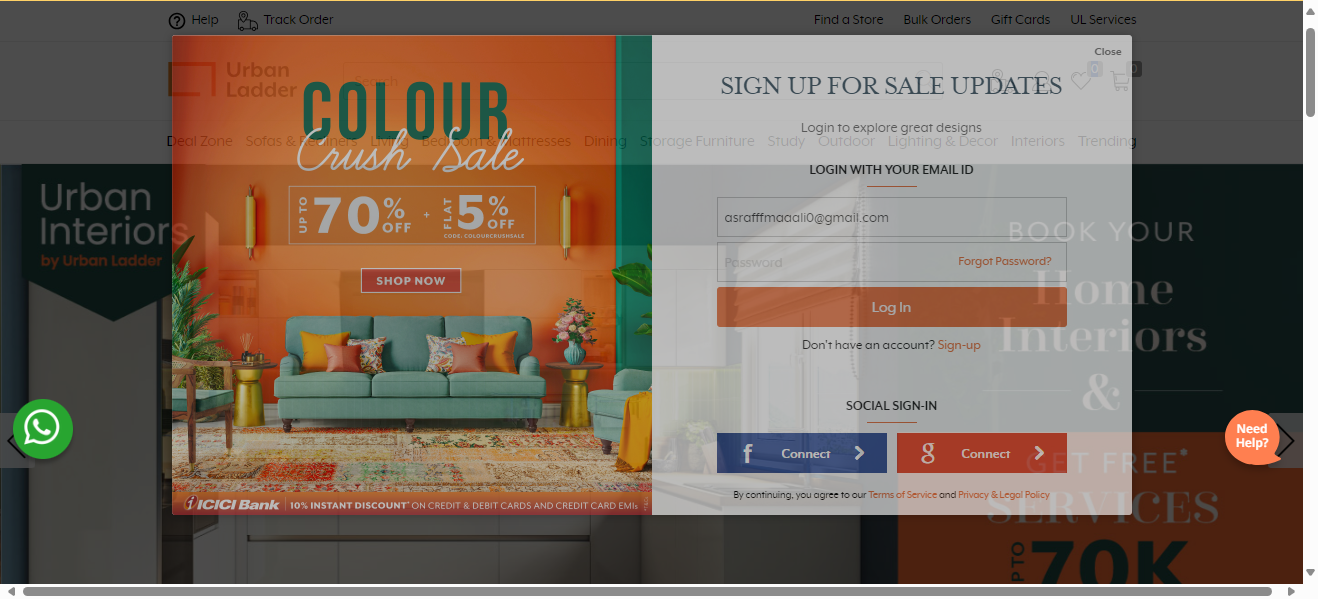 Help
Track Order
Find a Store
Bulk Orders
Gift Cards
UL Services
Close
Urban
Ladder
Search
0
0
Deal Zone
Sofas & Recliners
Living
Bedroom & Mattresses
Dining
Storage Furniture
Study
Outdoor
Lighting & Decor
Interiors
Trending
COLOUR
Crush Sale
UPTO 70% OFF + FLAT 5% OFF
CODE: COLOURCRUSHSALE
SHOP NOW
ICICI Bank
10% INSTANT DISCOUNT* ON CREDIT & DEBIT CARDS AND CREDIT CARD EMIs
SIGN UP FOR SALE UPDATES
Login to explore great designs
LOGIN WITH YOUR EMAIL ID
asrafffmaaali0@gmail.com
Password
Forgot Password?
Log In
Don't have an account? Sign-up
SOCIAL SIGN-IN
f Connect
g Connect
By continuing, you agree to our Terms of Service and Privacy & Legal Policy
Urban
Interiors
by Urban Ladder
BOOK YOUR
Home
Interiors
&
GET FREE*
SERVICES
UPTO 70K
Need
Help?